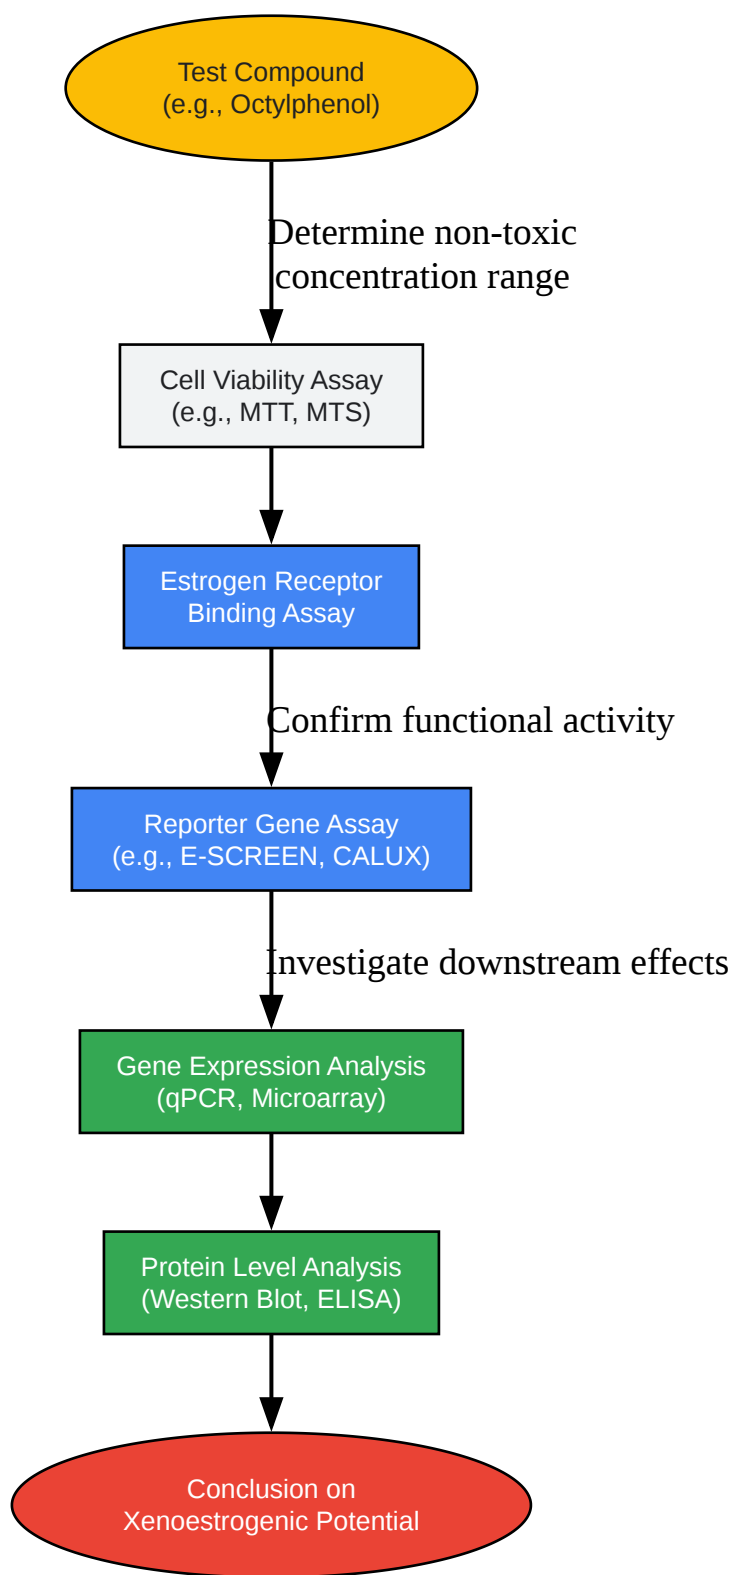 Test Compound
(e.g., Octylphenol)
Determine non-toxic
concentration range
Cell Viability Assay
(e.g., MTT, MTS)
Estrogen Receptor
Binding Assay
Confirm functional activity
Reporter Gene Assay
(e.g., E-SCREEN, CALUX)
Investigate downstream effects
Gene Expression Analysis
(qPCR, Microarray)
Protein Level Analysis
(Western Blot, ELISA)
Conclusion on
Xenoestrogenic Potential